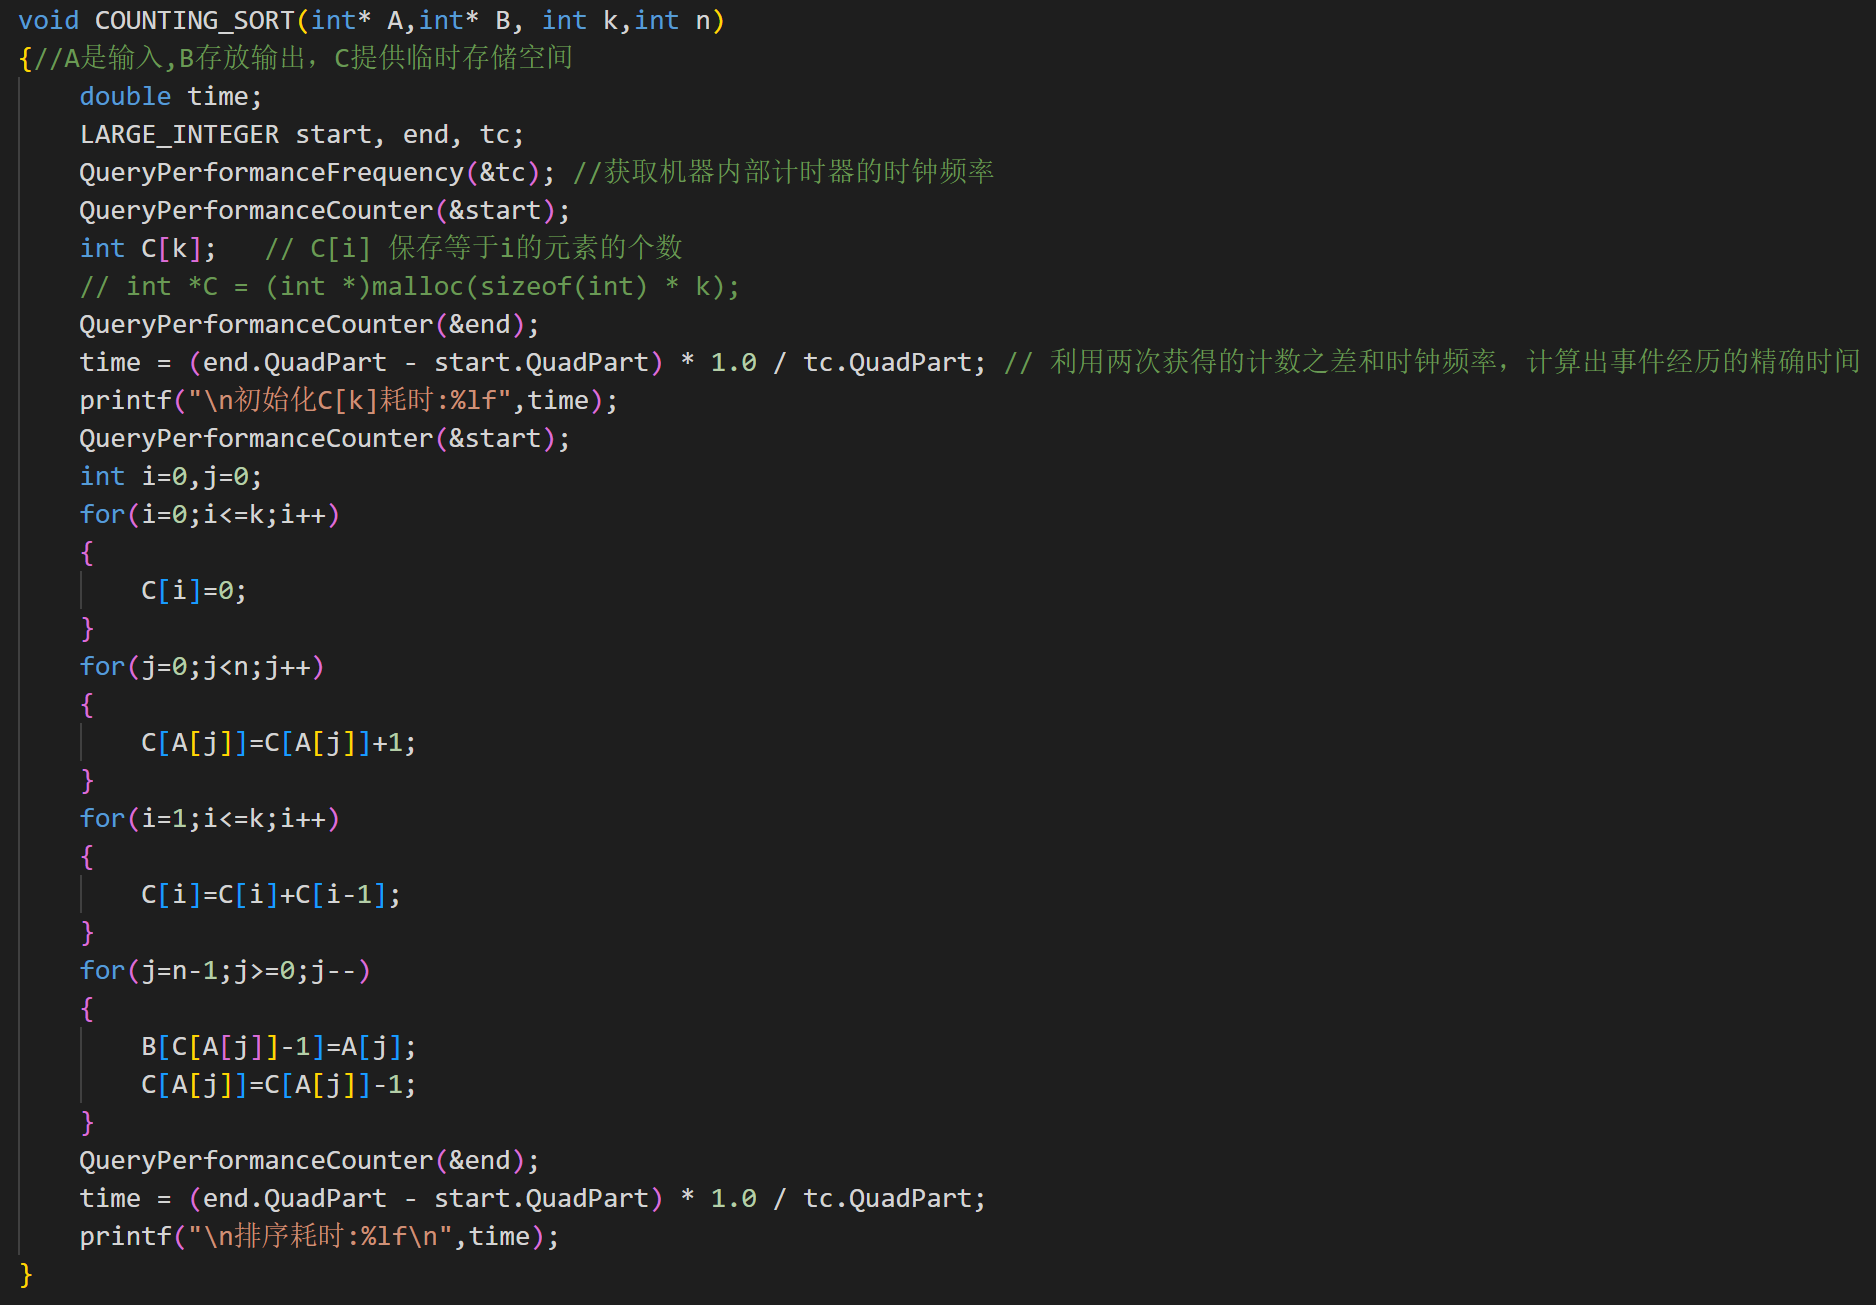 void COUNTING_SORT(int* A,int* B, int k,int n)
{//A是输入,B存放输出，C提供临时存储空间
    double time;
    LARGE_INTEGER start, end, tc;
    QueryPerformanceFrequency(&tc); //获取机器内部计时器的时钟频率
    QueryPerformanceCounter(&start);
    int C[k];   // C[i] 保存等于i的元素的个数
    // int *C = (int *)malloc(sizeof(int) * k);
    QueryPerformanceCounter(&end);
    time = (end.QuadPart - start.QuadPart) * 1.0 / tc.QuadPart; // 利用两次获得的计数之差和时钟频率，计算出事件经历的精确时间
    printf("\n初始化C[k]耗时:%lf",time);
    QueryPerformanceCounter(&start);
    int i=0,j=0;
    for(i=0;i<=k;i++)
    {
        C[i]=0;
    }
    for(j=0;j<n;j++)
    {
        C[A[j]]=C[A[j]]+1;
    }
    for(i=1;i<=k;i++)
    {
        C[i]=C[i]+C[i-1];
    }
    for(j=n-1;j>=0;j--)
    {
        B[C[A[j]]-1]=A[j];
        C[A[j]]=C[A[j]]-1;
    }
    QueryPerformanceCounter(&end);
    time = (end.QuadPart - start.QuadPart) * 1.0 / tc.QuadPart;
    printf("\n排序耗时:%lf\n",time);
}